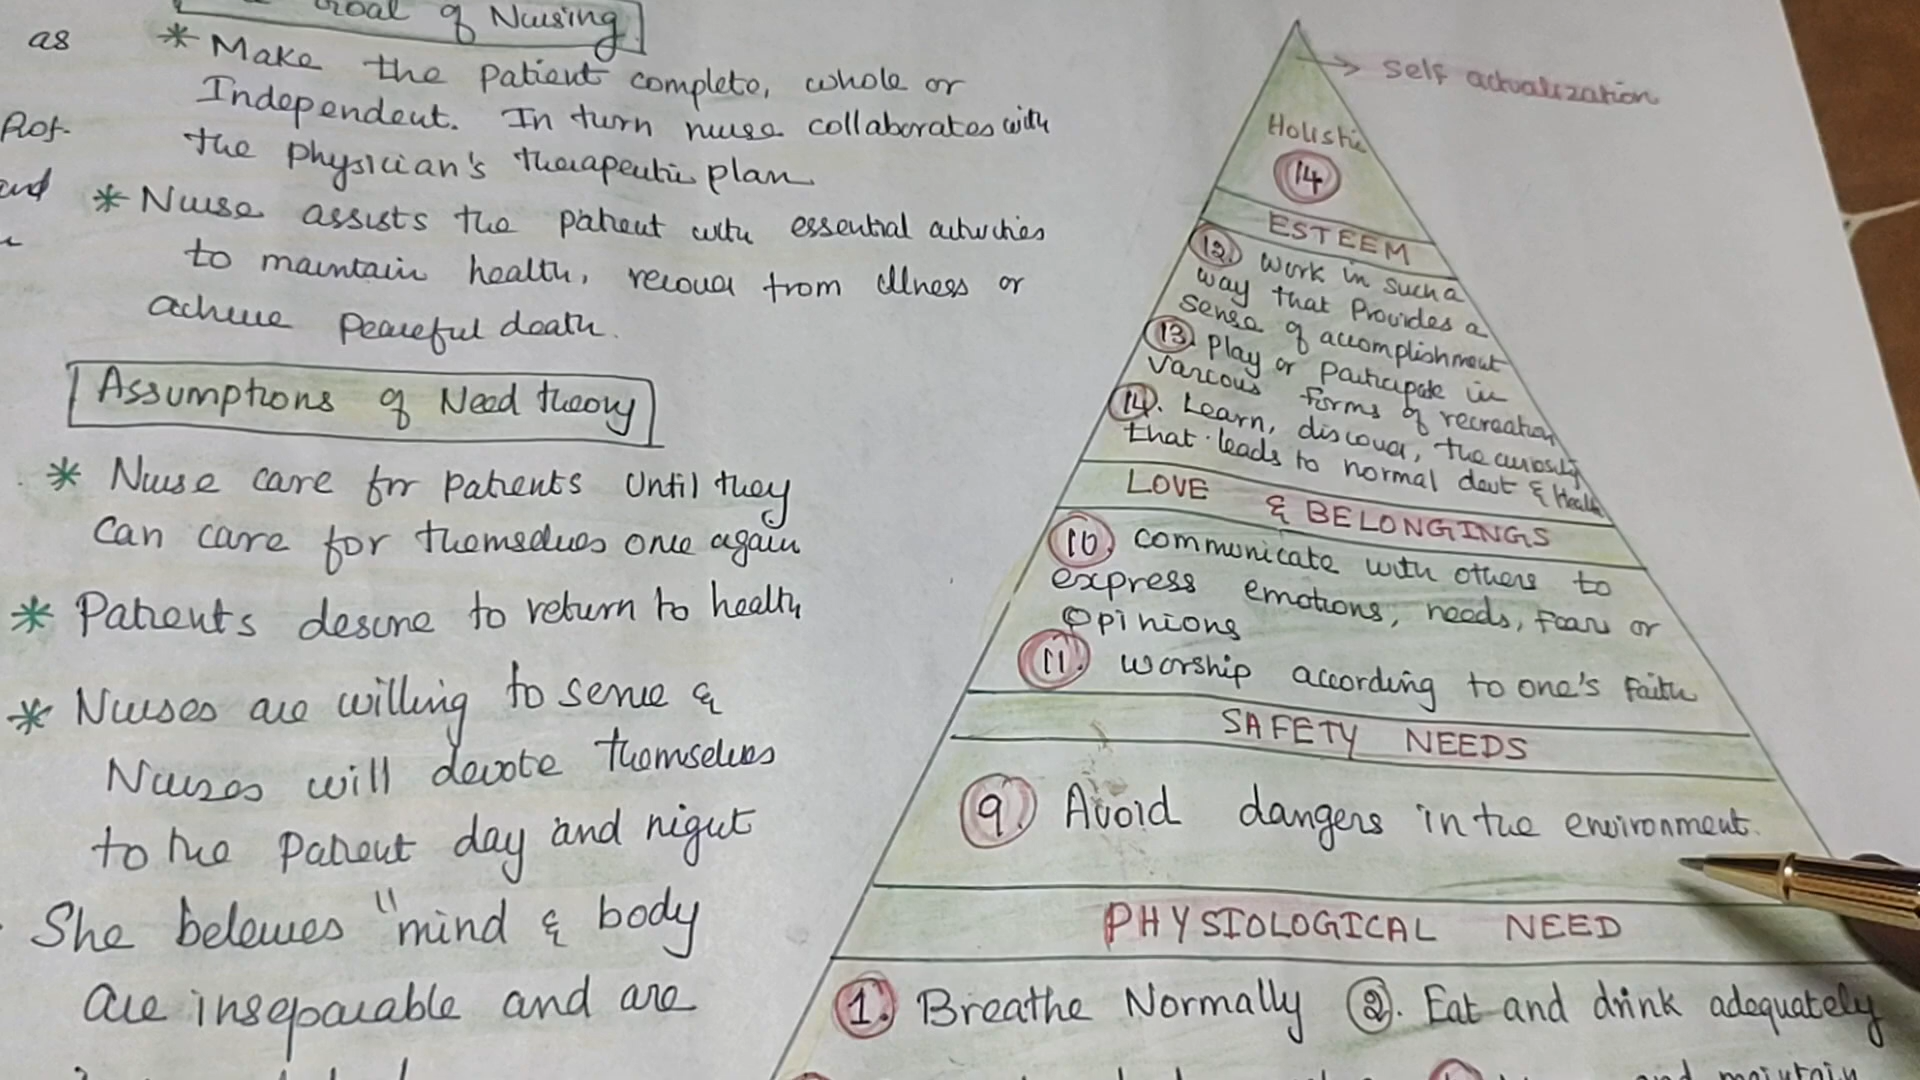 Goal of Nursing
as
* Make the patient complete, whole or
Independent. In turn nurse collaborates with
the physician's therapeutic plan
and
* Nurse assists the patient with essential activities
to maintain health, recover from illness or
achieve Peaceful death.
Assumptions of Need theory
* Nurse care for patients Until they
can care for themselves once again
* Patients desire to return to health
* Nurses are willing to serve &
Nurses will devote themselves
to the patient day and night
She beleives "mind & body
are inseparable and are
→ self actualization
Holistic
14
ESTEEM
12. Work in such a
way that Provides a
sense of accomplishment
13. Play or Participate in
various forms of recreation
14. Learn, discover, the curiosity
that leads to normal devt & Health
LOVE & BELONGINGS
10. communicate with others to
express emotions, needs, fears or
opinions
11. worship according to one's faith
SAFETY NEEDS
9. Avoid dangers in the environment.
PHYSIOLOGICAL NEED
1. Breathe Normally 2. Eat and drink adequately
and maintain